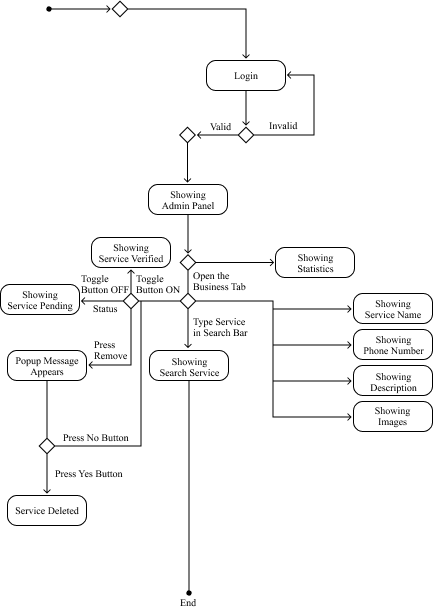 Login
Valid
Invalid
Showing
Admin Panel
Showing
Service Verified
Showing
Statistics
Open the
Business Tab
Toggle
Button OFF
Toggle
Button ON
Showing
Service Pending
Status
Showing
Service Name
Type Service
in Search Bar
Showing
Phone Number
Press
Remove
Popup Message
Appears
Showing
Search Service
Showing
Description
Showing
Images
Press No Button
Press Yes Button
Service Deleted
End